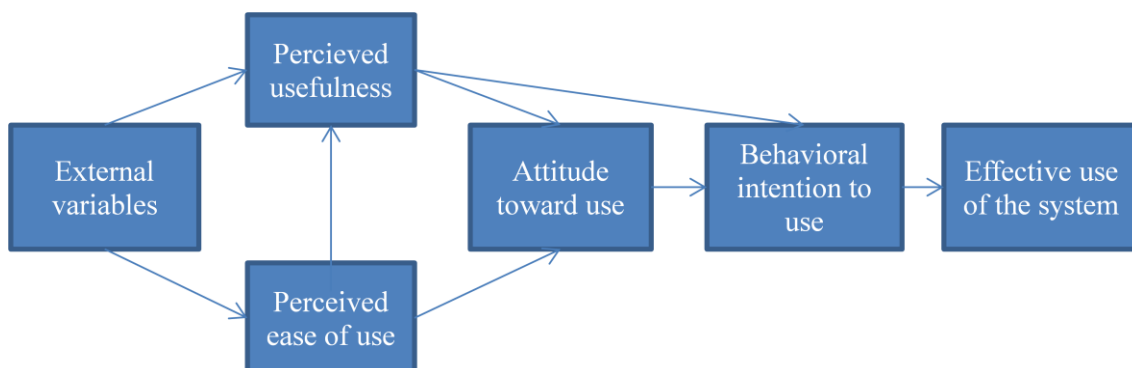 Percieved
usefulness
External
variables
Attitude
toward use
Behavioral
intention to
use
Effective use
of the system
Perceived
ease of use